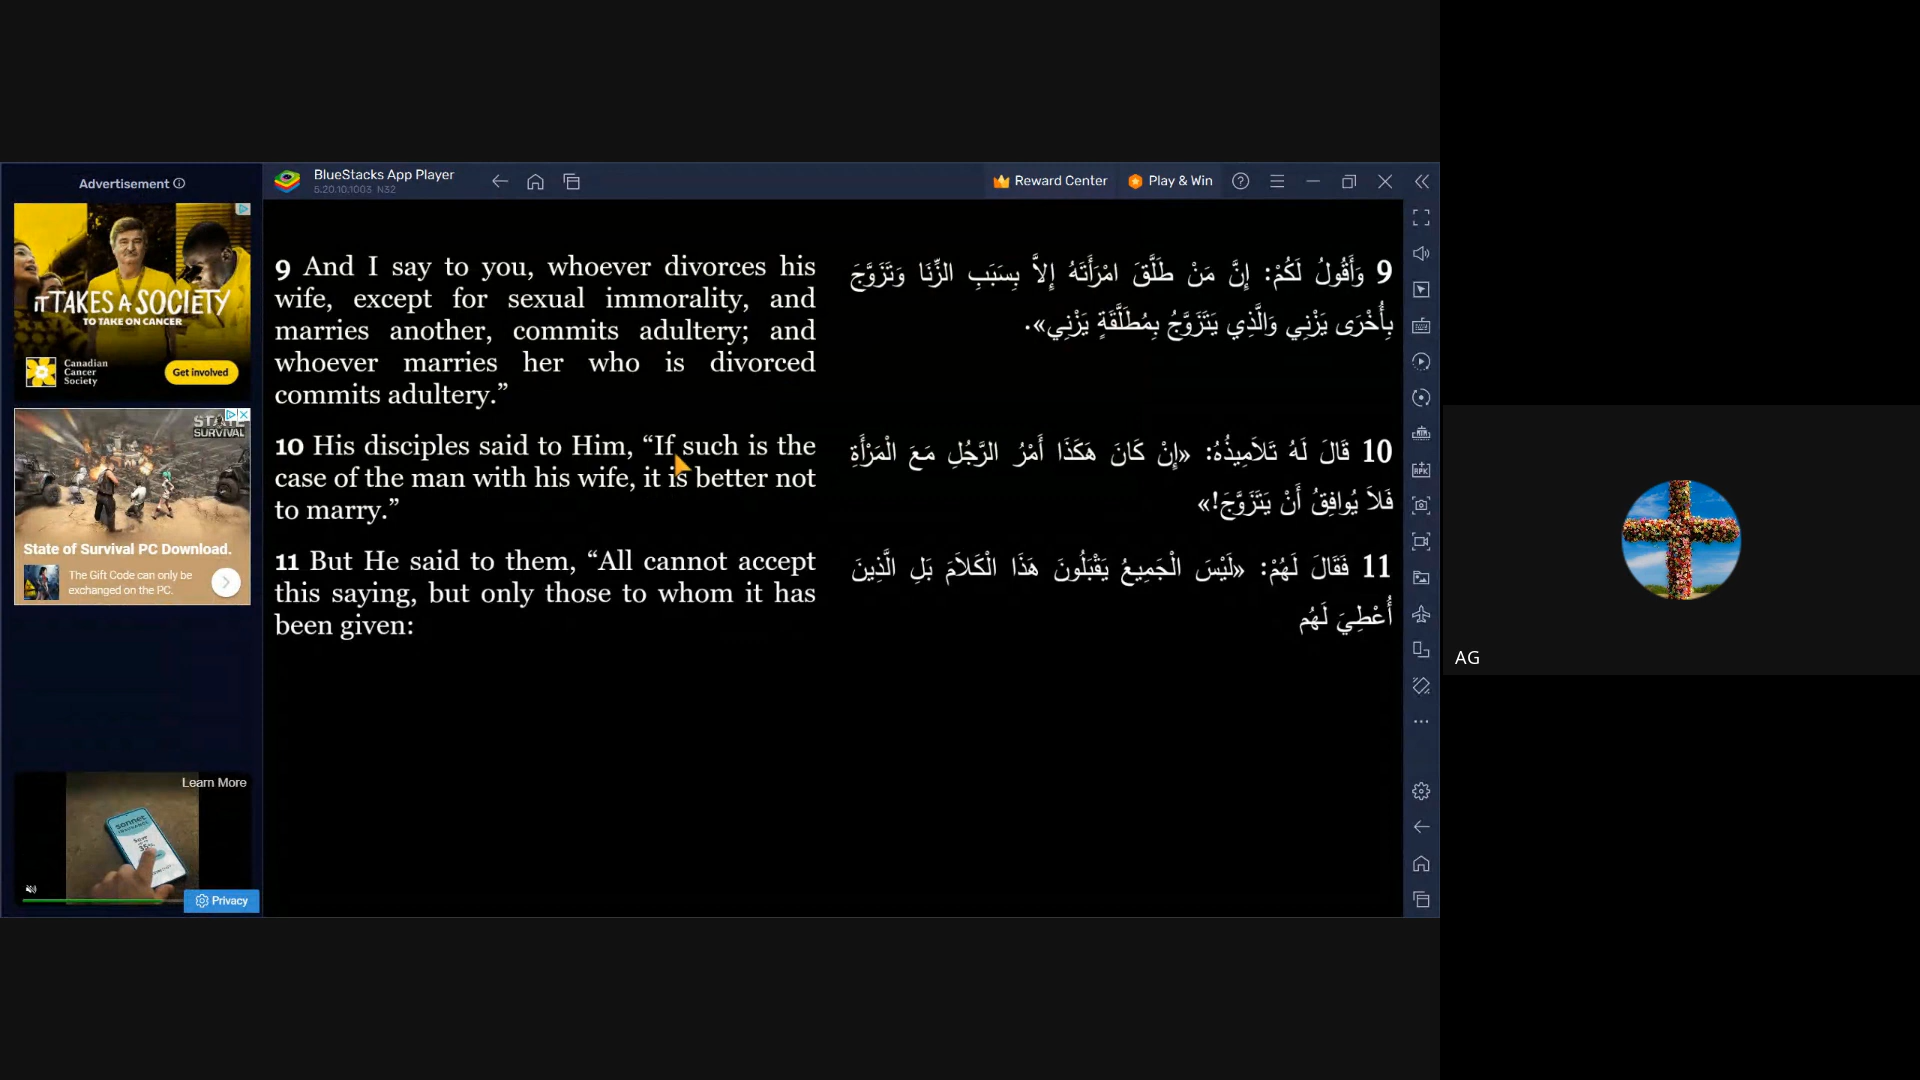 Advertisement
BlueStacks App Player
5.20.10.1003 N32
Reward Center
Play & Win
IT TAKES A SOCIETY
TO TAKE ON CANCER
Canadian
Cancer
Society
Get involved
STATE
SURVIVAL
State of Survival PC Download.
The Gift Code can only be
exchanged on the PC.
Learn More
sonnet
Privacy
9 And I say to you, whoever divorces his
wife, except for sexual immorality, and
marries another, commits adultery; and
whoever marries her who is divorced
commits adultery.”
10 His disciples said to Him, “If such is the
case of the man with his wife, it is better not
to marry.”
11 But He said to them, “All cannot accept
this saying, but only those to whom it has
been given:
9 وَأَقُولُ لَكُمْ: إِنَّ مَنْ طَلَّقَ امْرَأَتَهُ إِلاَّ بِسَبَبِ الزِّنَا وَتَزَوَّجَ
بِأُخْرَى يَزْنِي وَالَّذِي يَتَزَوَّجُ بِمُطَلَّقَةٍ يَزْنِي».
10 قَالَ لَهُ تَلاَمِيذُهُ: «إِنْ كَانَ هَكَذَا أَمْرُ الرَّجُلِ مَعَ الْمَرْأَةِ
فَلاَ يُوافِقُ أَنْ يَتَزَوَّجَ!»
11 فَقَالَ لَهُمْ: «لَيْسَ الْجَمِيعُ يَقْبَلُونَ هَذَا الْكَلاَمَ بَلِ الَّذِينَ
أُعْطِيَ لَهُم
AG